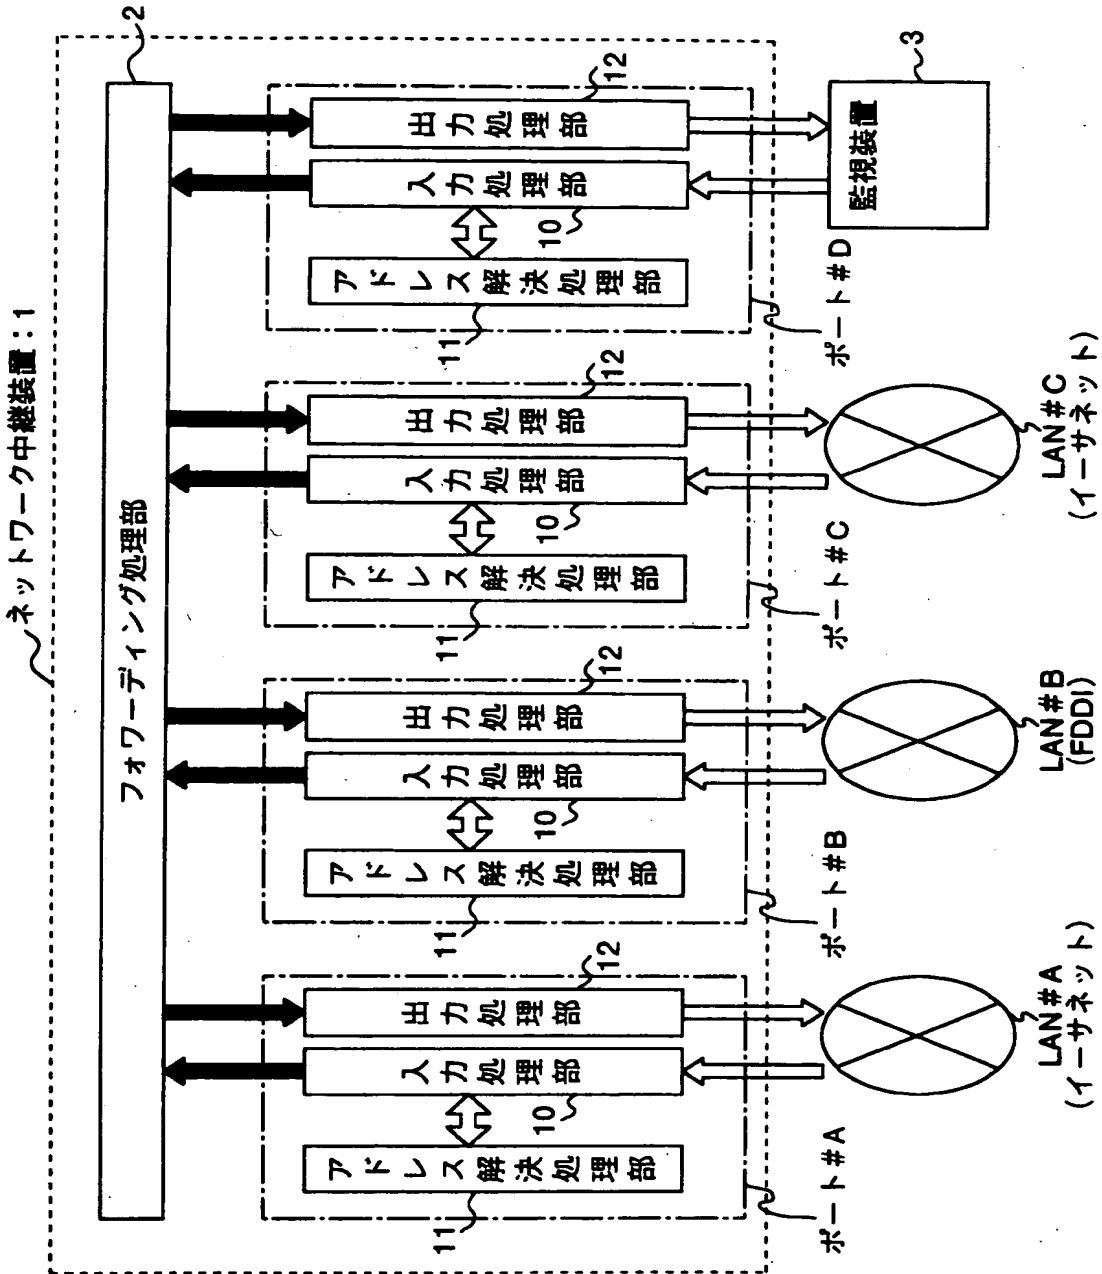 ネットワーク中継装置:1
フォワーディング処理部
2
アドレス解決処理部
11
入力処理部
10
出力処理部
12
ポート#A
アドレス解決処理部
11
入力処理部
10
出力処理部
12
ポート#B
アドレス解決処理部
11
入力処理部
10
出力処理部
12
ポート#C
アドレス解決処理部
11
入力処理部
10
出力処理部
12
ポート#D
LAN#A
(イーサネット)
LAN#B
(FDDI)
LAN#C
(イーサネット)
監視装置
3